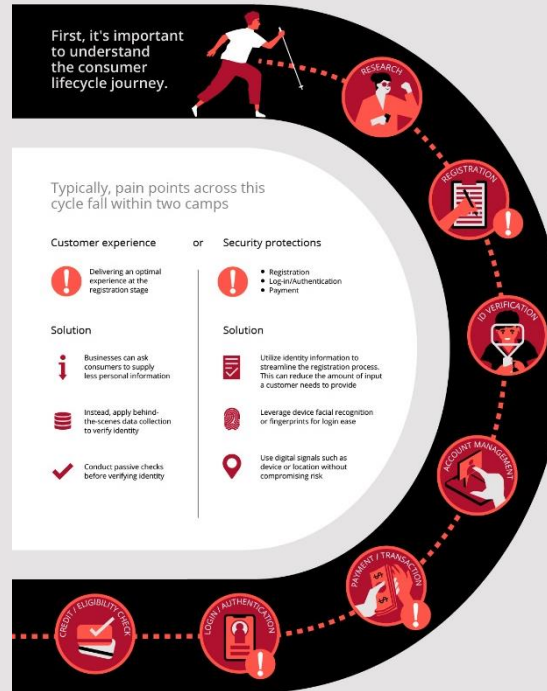 First, it's important
to understand
the consumer
lifecycle journey.
RESEARCH
REGISTRATION
ID VERIFICATION
ACCOUNT MANAGEMENT
PAYMENT / TRANSACTION
LOGIN / AUTHENTICATION
CREDIT / ELIGIBILITY CHECK
Typically, pain points across this
cycle fall within two camps
Customer experience or Security protections
Delivering an optimal
experience at the
registration stage
• Registration
• Log-in/Authentication
• Payment
Solution
Businesses can ask
consumers to supply
less personal information
Instead, apply behind-
the-scenes data collection
to verify identity
Conduct passive checks
before verifying identity
Solution
Utilize identity information to
streamline the registration process.
This can reduce the amount of input
a customer needs to provide
Leverage device facial recognition
or fingerprints for login ease
Use digital signals such as
device or location without
compromising risk